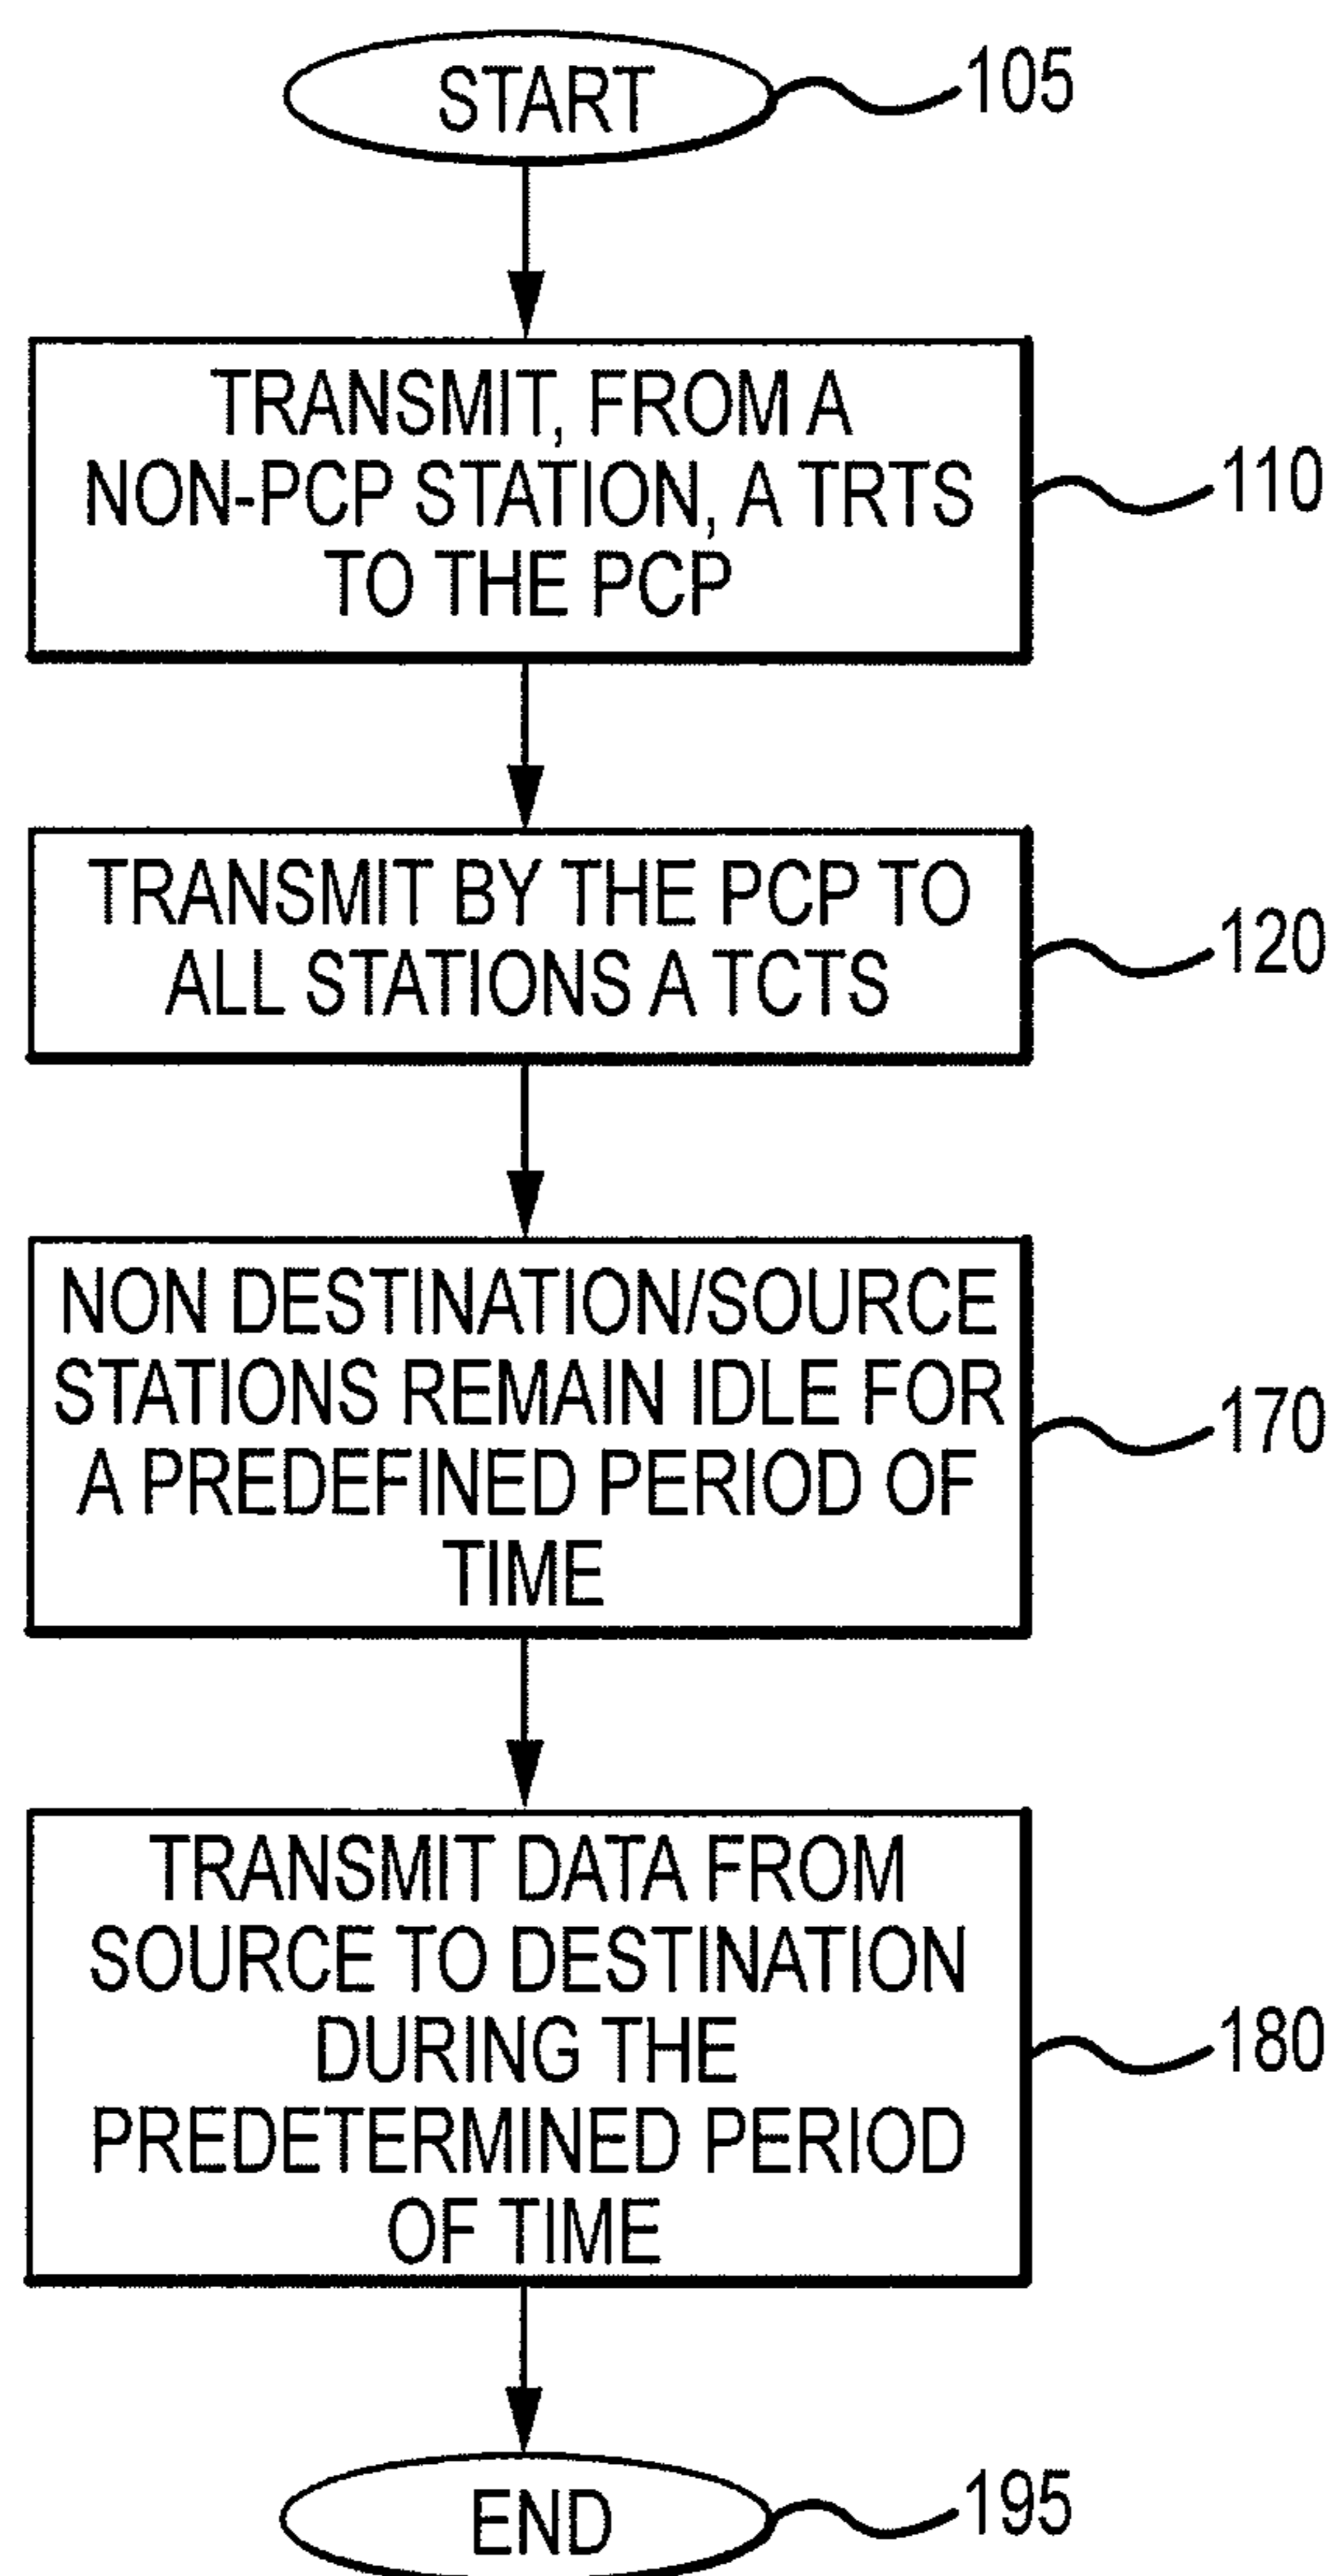 START
105
TRANSMIT, FROM A
NON-PCP STATION, A TRTS
TO THE PCP
110
TRANSMIT BY THE PCP TO
ALL STATIONS A TCTS
120
NON DESTINATION/SOURCE
STATIONS REMAIN IDLE FOR
A PREDEFINED PERIOD OF
TIME
170
TRANSMIT DATA FROM
SOURCE TO DESTINATION
DURING THE
PREDETERMINED PERIOD
OF TIME
180
END
195